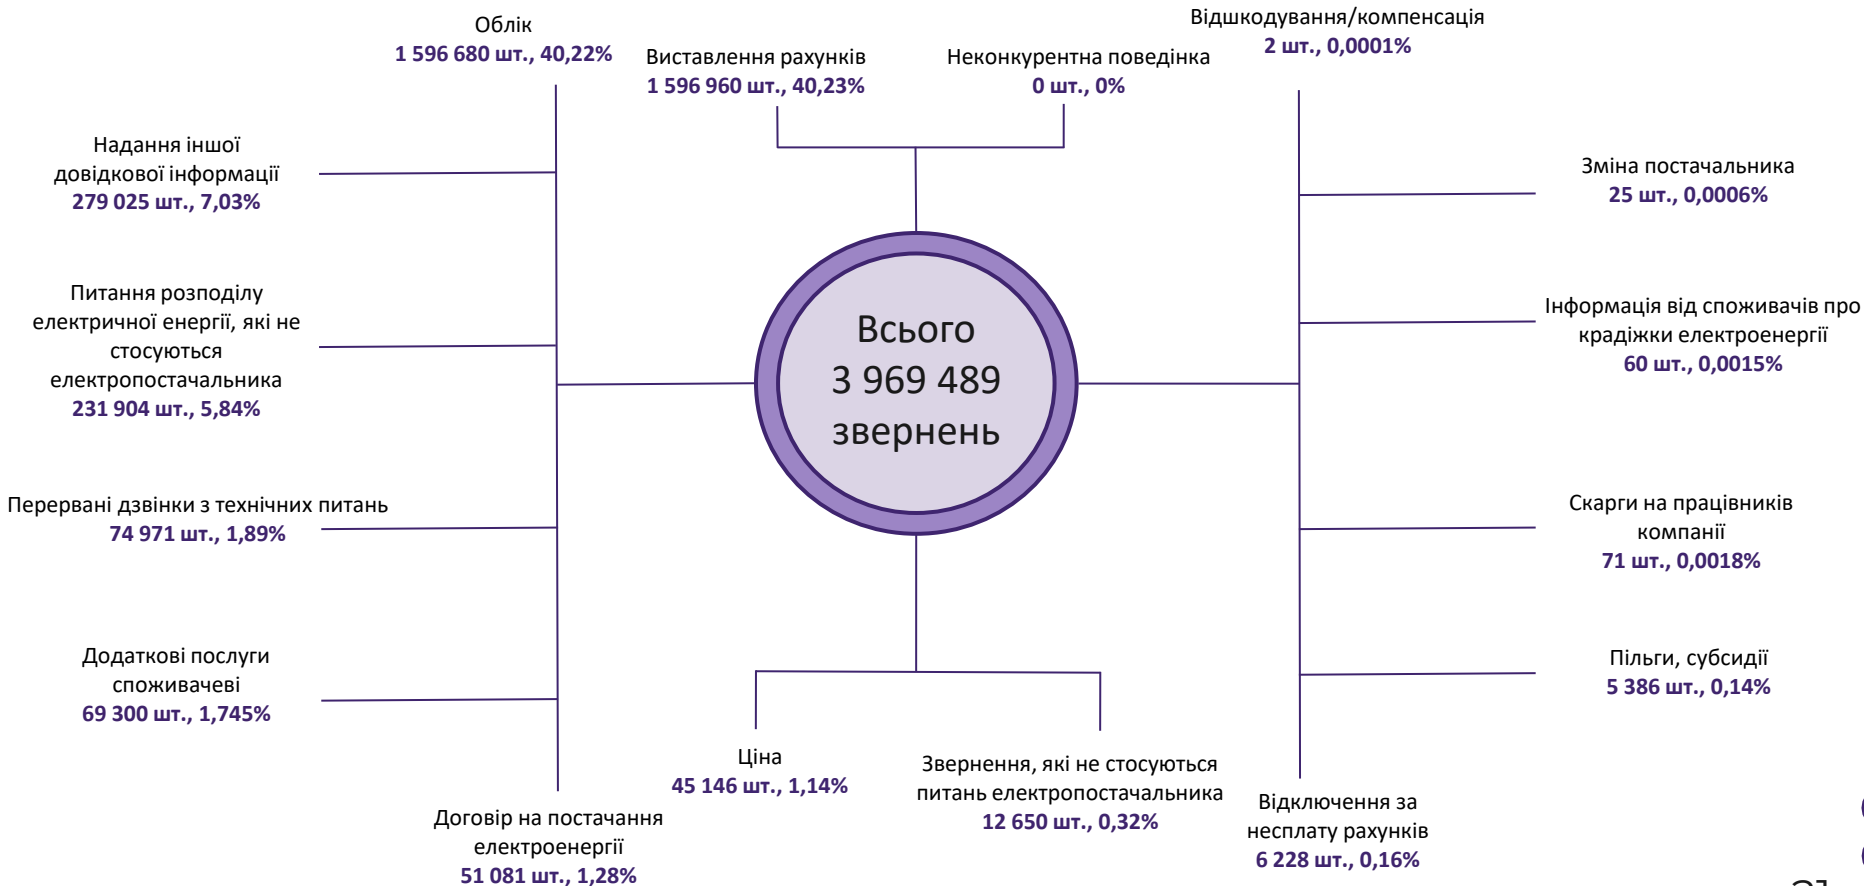 Облік
1 596 680 шт., 40,22%
Виставлення рахунків
1 596 960 шт., 40,23%
Неконкурентна поведінка
0 шт., 0%
Відшкодування/компенсація
2 шт., 0,0001%
Надання іншої
довідкової інформації
279 025 шт., 7,03%
Зміна постачальника
25 шт., 0,0006%
Питання розподілу
електричної енергії, які не
стосуються
електропостачальника
231 904 шт., 5,84%
Всього
3 969 489
звернень
Інформація від споживачів про
крадіжки електроенергії
60 шт., 0,0015%
Перервані дзвінки з технічних питань
74 971 шт., 1,89%
Скарги на працівників
компанії
71 шт., 0,0018%
Додаткові послуги
споживачеві
69 300 шт., 1,745%
Пільги, субсидії
5 386 шт., 0,14%
Ціна
45 146 шт., 1,14%
Звернення, які не стосуються
питань електропостачальника
12 650 шт., 0,32%
Договір на постачання
електроенергії
51 081 шт., 1,28%
Відключення за
несплату рахунків
6 228 шт., 0,16%